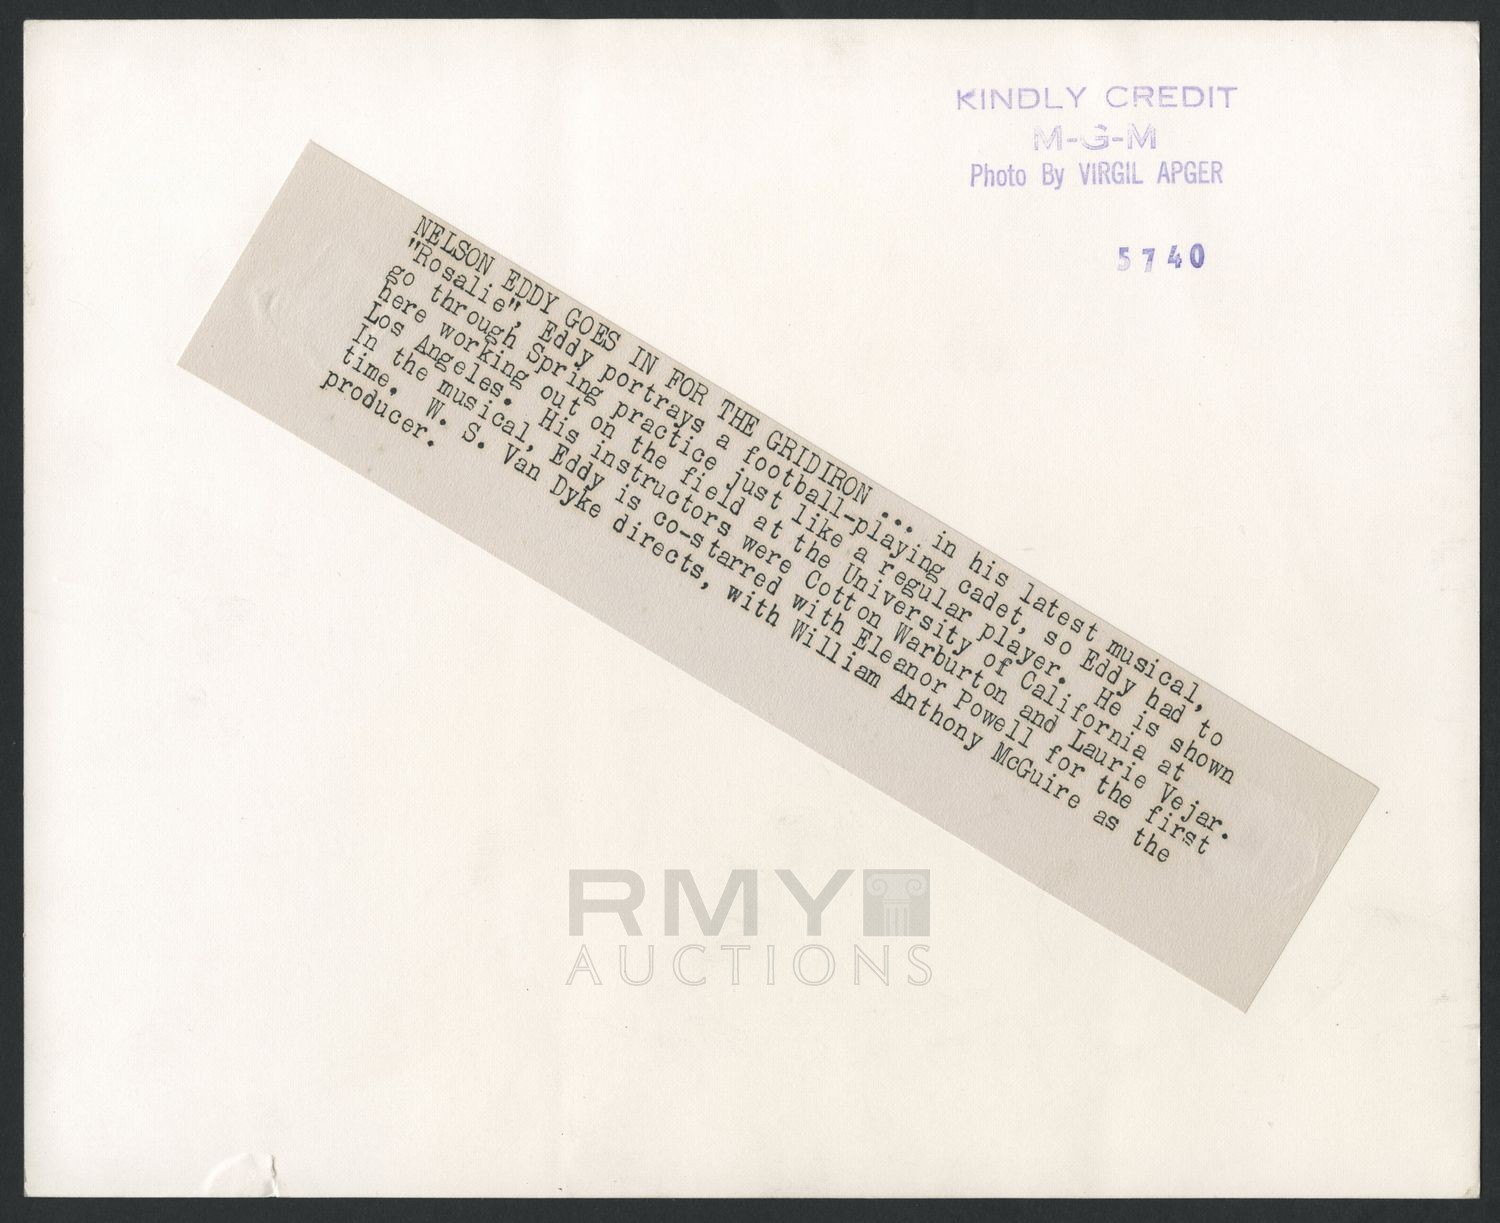 KINDLY CREDIT
M-G-M
Photo By VIRGIL APGER
5740
NELSON EDDY GOES IN FOR THE GRIDIRON ... in his latest musical,
"Rosalie", Eddy portrays a football-playing cadet, so Eddy had to
go through Spring practice just like a regular player. He is shown
here working out on the field at the University of California at
Los Angeles. His instructors were Cotton Warburton and Laurie Vejar.
In the musical, Eddy is co-starred with Eleanor Powell for the first
time. W. S. Van Dyke directs, with William Anthony McGuire as the
producer.
RMY
AUCTIONS